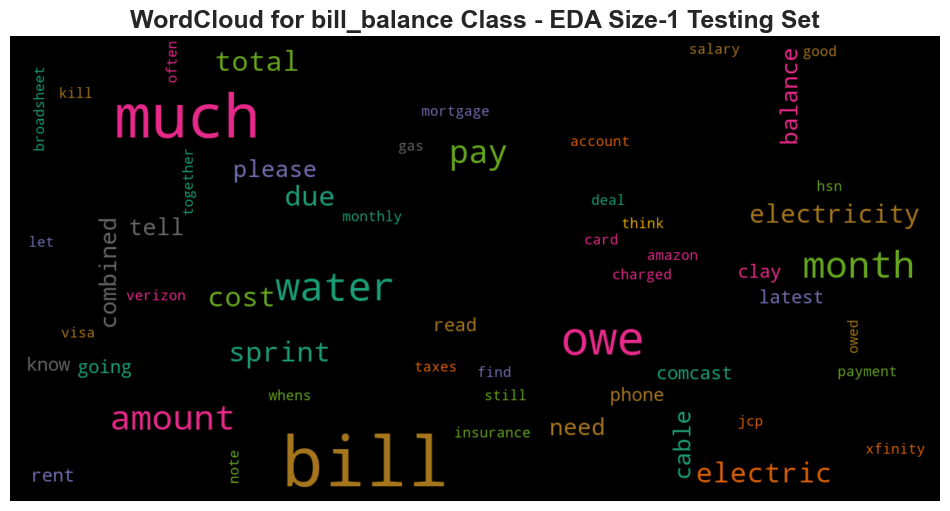 WordCloud for bill_balance Class - EDA Size-1 Testing Set
often
total
salary
good
broadsheet
kill
much
balance
mortgage
gas
pay
account
together
please
due
monthly
hsn
deal
think
electricity
tell
combined
let
card
amazon
charged
clay
month
verizon
cost
water
latest
visa
read
owe
owed
know
going
sprint
taxes
find
comcast
payment
whens
still
phone
amount
insurance
need
cable
jcp
xfinity
rent
note
bill
electric